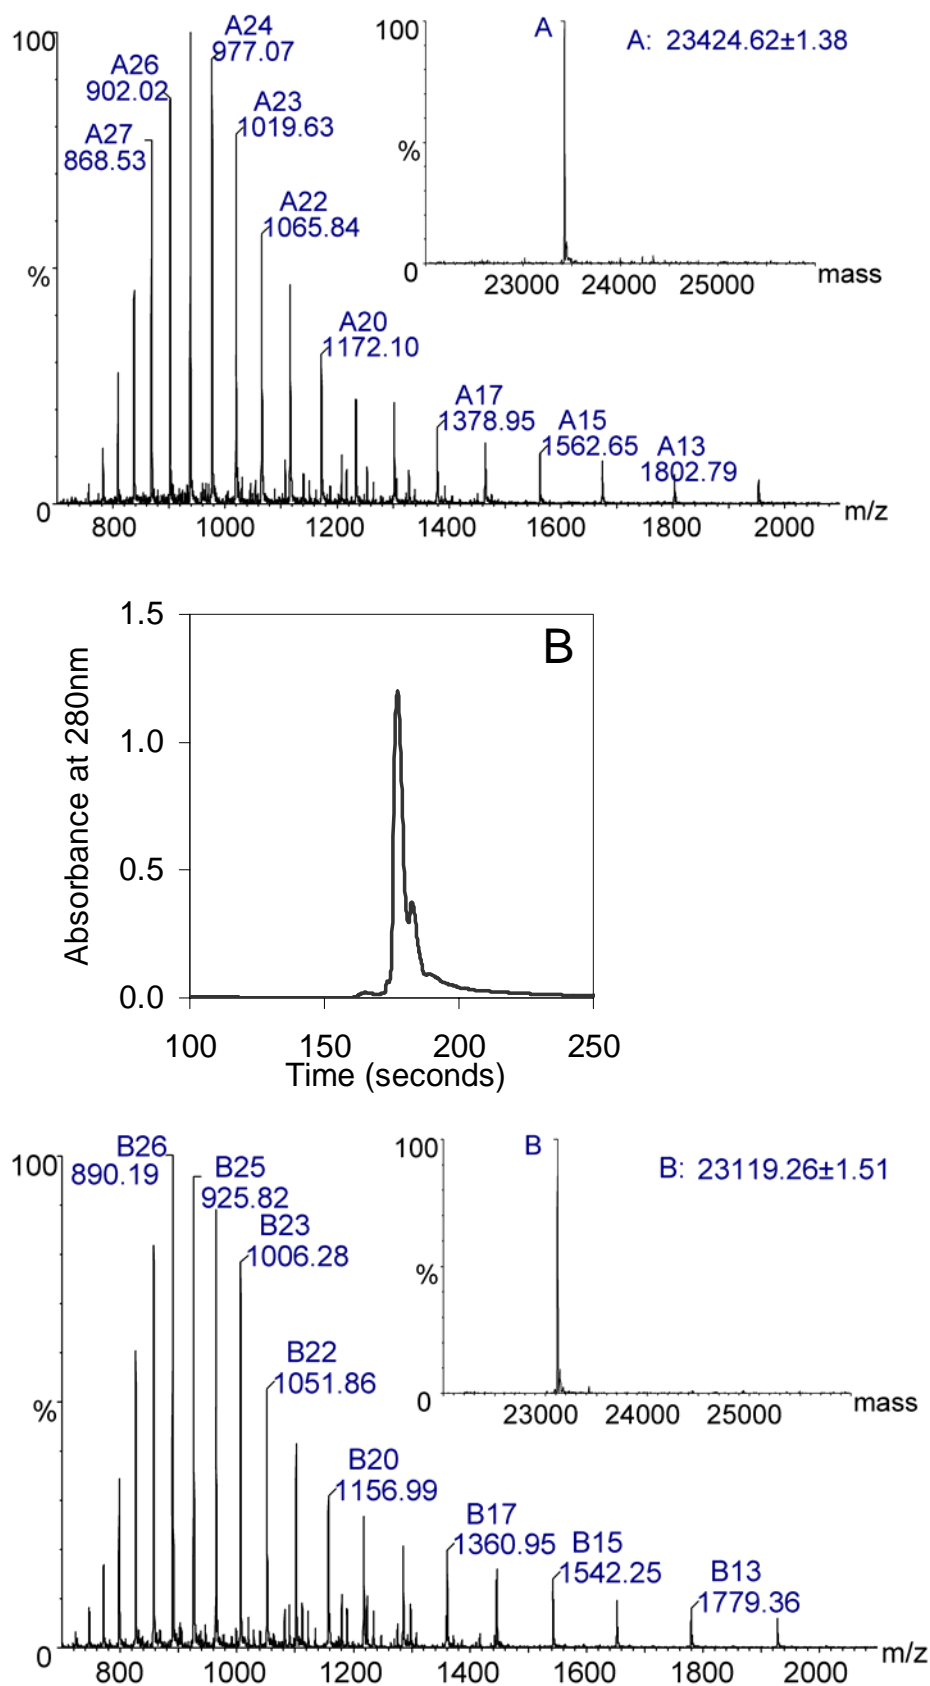 100
A24
977.07
A26
902.02
A23
1019.63
A27
868.53
A22
1065.84
%
A20
1172.10
A17
1378.95
A15
1562.65
A13
1802.79
0
800 1000 1200 1400 1600 1800 2000 m/z
100
A
A: 23424.62±1.38
%
0
23000 24000 25000 mass
B
1.5
1.0
0.5
0.0
Absorbance at 280nm
100 150 200 250
Time (seconds)
100
B26
890.19
B25
925.82
B23
1006.28
B22
1051.86
%
B20
1156.99
B17
1360.95
B15
1542.25
B13
1779.36
0
800 1000 1200 1400 1600 1800 2000 m/z
100
B
B: 23119.26±1.51
%
0
23000 24000 25000 mass